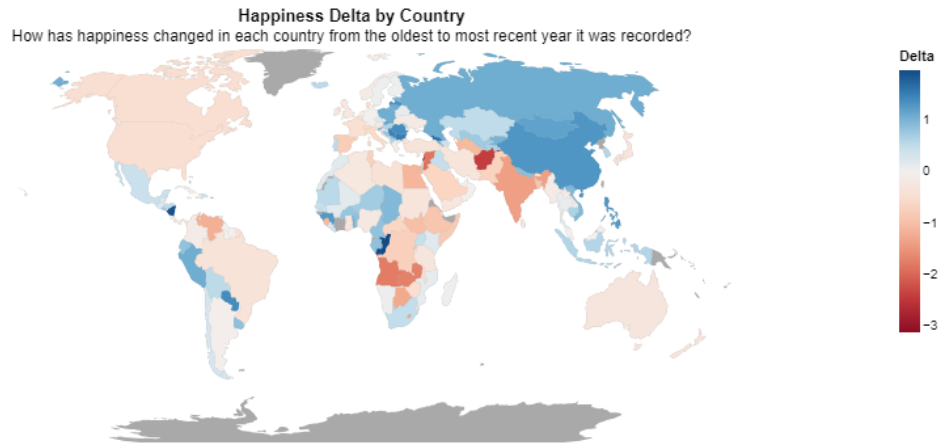 Happiness Delta by Country
How has happiness changed in each country from the oldest to most recent year it was recorded?
Delta
1
0
−1
−2
−3